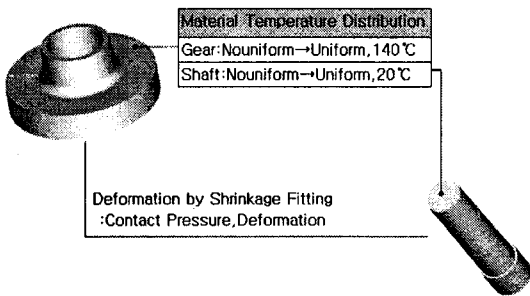 Material Temperature Distribution
Gear:Nouniform→Uniform,140℃
Shaft:Nouniform→Uniform,20℃
Deformation by Shrinkage Fitting
:Contact Pressure,Deformation